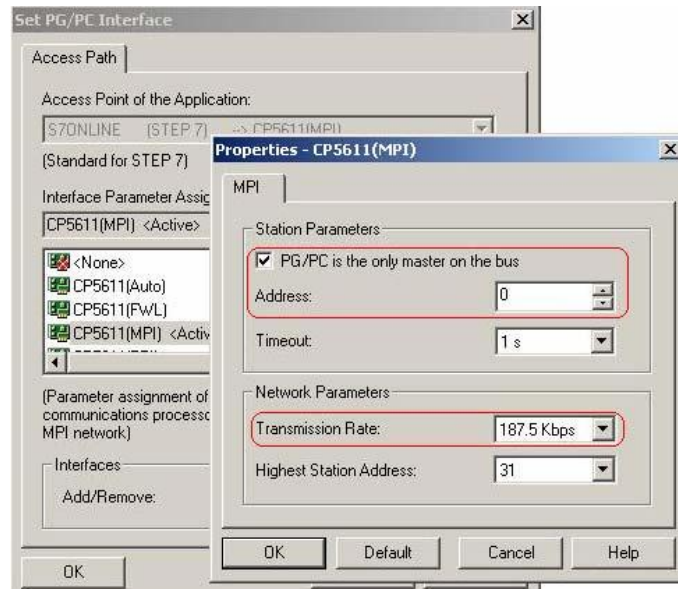 Set PG/PC Interface
Access Path
Access Point of the Application:
S7ONLINE (STEP 7) --> CP5611(MPI)
(Standard for STEP 7)
Interface Parameter
CP5611(MPI) <Active>
<None>
CP5611(Auto)
CP5611(FWL)
CP5611(MPI)
(Parameter assignment of
communications
MPI network)
Interfaces
Add/Remove:
OK
Properties - CP5611(MPI)
MPI
Station Parameters
PG/PC is the only master on the bus
Address: 0
Timeout: 1 s
Network Parameters
Transmission Rate: 187.5 Kbps
Highest Station Address: 31
OK Default Cancel Help